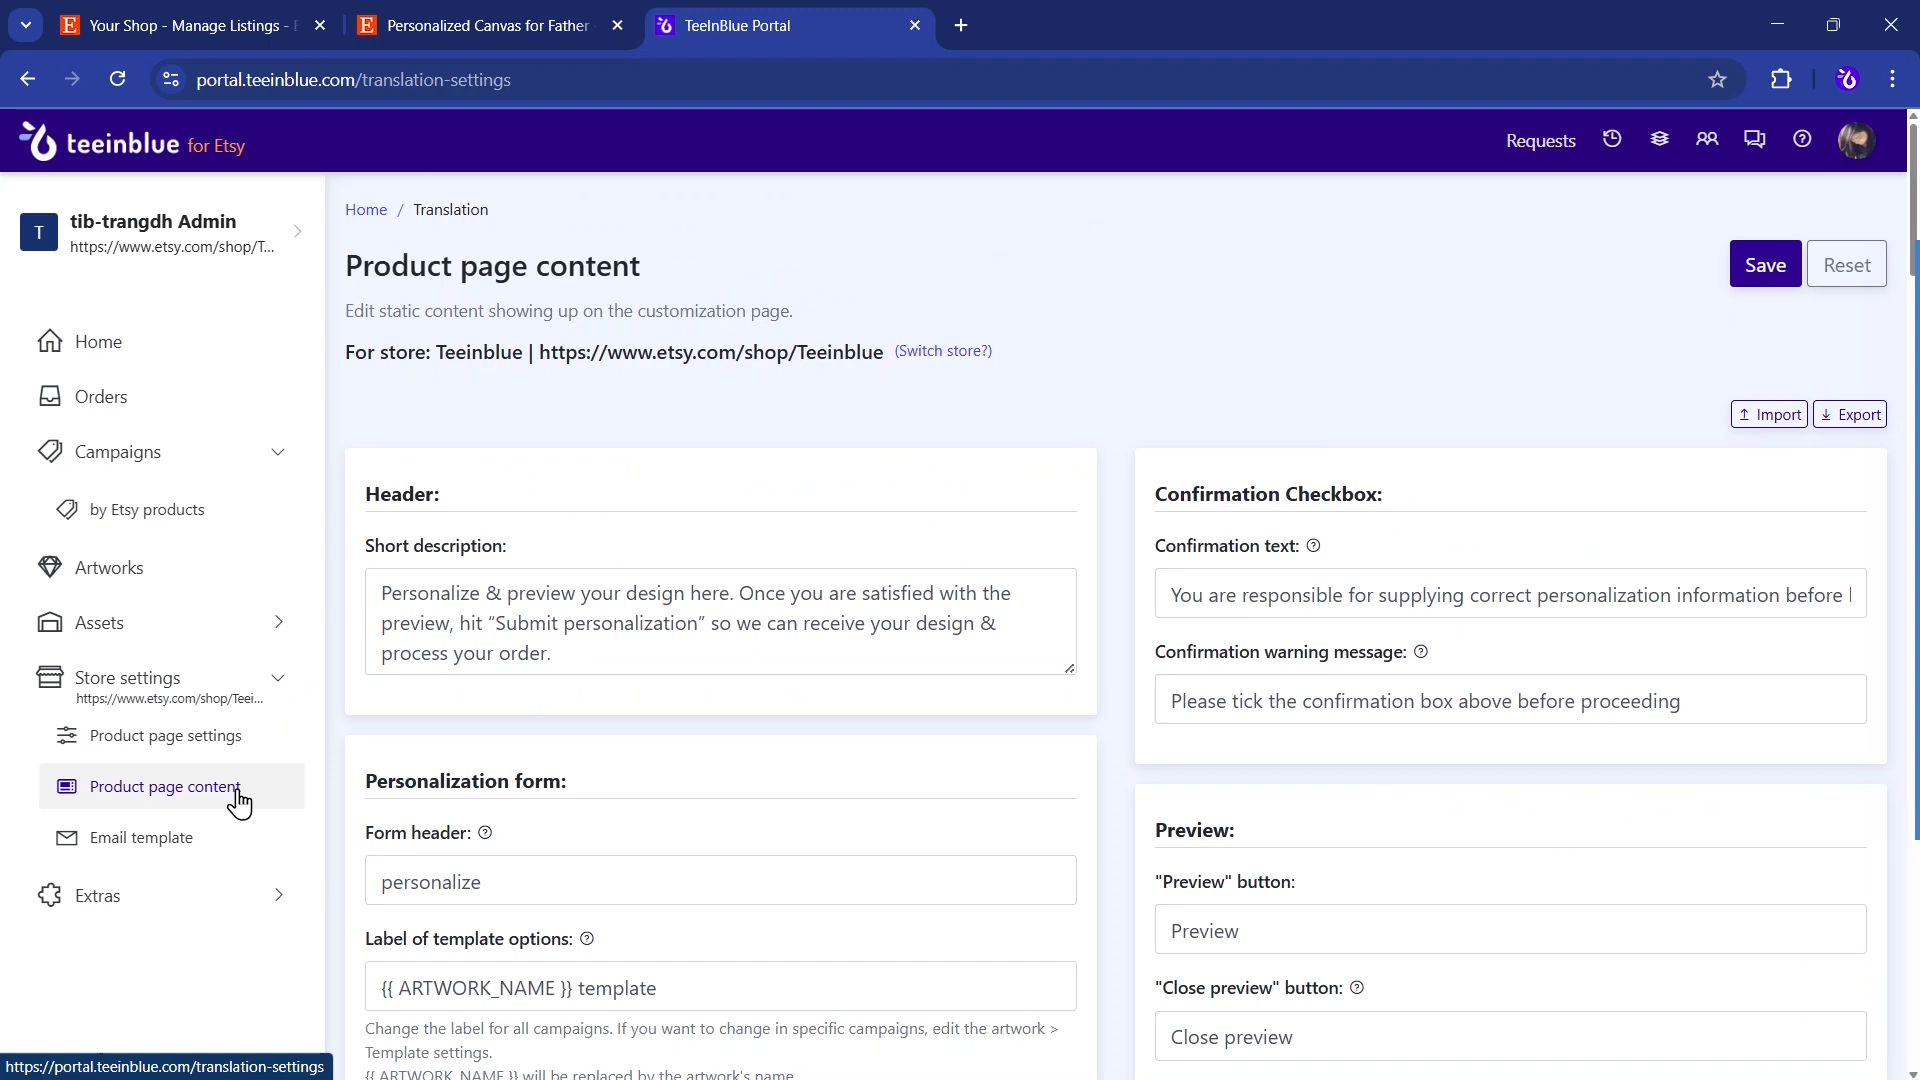 Your Shop - Manage Listings -
Personalized Canvas for Father
TeeInBlue Portal
portal.teeinblue.com/translation-settings
teeinblue for Etsy
Requests
T
tib-trangdh Admin
https://www.etsy.com/shop/T...
Home
Orders
Campaigns
by Etsy products
Artworks
Assets
Store settings
https://www.etsy.com/shop/Teei...
Product page settings
Product page content
Email template
Extras
https://portal.teeinblue.com/translation-settings
Home / Translation
Product page content
Save
Reset
Edit static content showing up on the customization page.
For store: Teeinblue | https://www.etsy.com/shop/Teeinblue (Switch store?)
Import
Export
Header:
Short description:
Personalize & preview your design here. Once you are satisfied with the
preview, hit “Submit personalization” so we can receive your design &
process your order.
Personalization form:
Form header:
personalize
Label of template options:
{{ ARTWORK_NAME }} template
Change the label for all campaigns. If you want to change in specific campaigns, edit the artwork >
Template settings.
{{ ARTWORK_NAME }} will be replaced by the artwork's name
Confirmation Checkbox:
Confirmation text:
You are responsible for supplying correct personalization information before
Confirmation warning message:
Please tick the confirmation box above before proceeding
Preview:
"Preview" button:
Preview
"Close preview" button:
Close preview